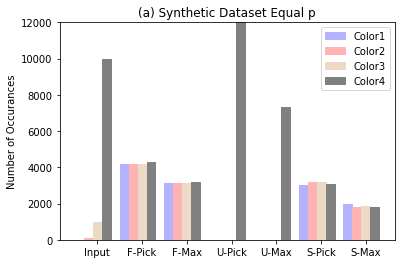 (a) Synthetic Dataset Equal p
Number of Occurances
12000
10000
8000
6000
4000
2000
0
Color1
Color2
Color3
Color4
Input F-Pick F-Max U-Pick U-Max S-Pick S-Max